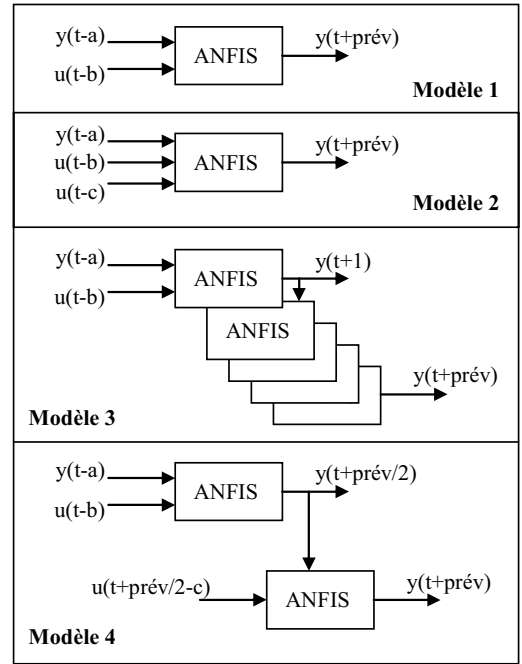 y(t-a)
u(t-b)
ANFIS
y(t+prév)
Modèle 1
y(t-a)
u(t-b)
u(t-c)
ANFIS
y(t+prév)
Modèle 2
y(t-a)
u(t-b)
ANFIS
y(t+1)
ANFIS
y(t+prév)
Modèle 3
y(t-a)
u(t-b)
ANFIS
y(t+prév/2)
u(t+prév/2-c)
ANFIS
y(t+prév)
Modèle 4